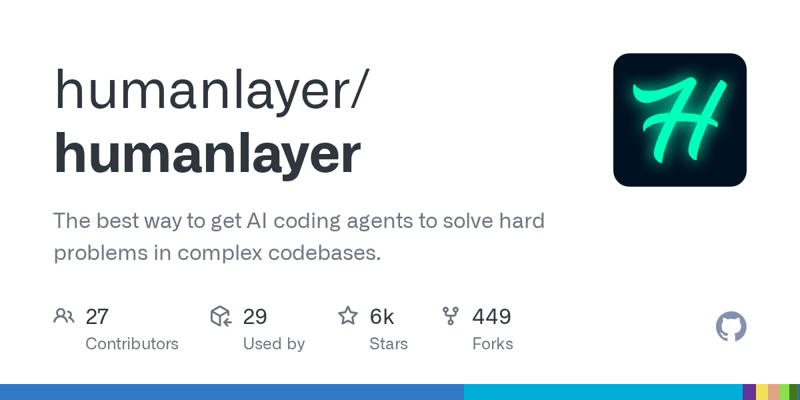 humanlayer/
humanlayer
The best way to get AI coding agents to solve hard
problems in complex codebases.
27
Contributors
29
Used by
6k
Stars
449
Forks
H